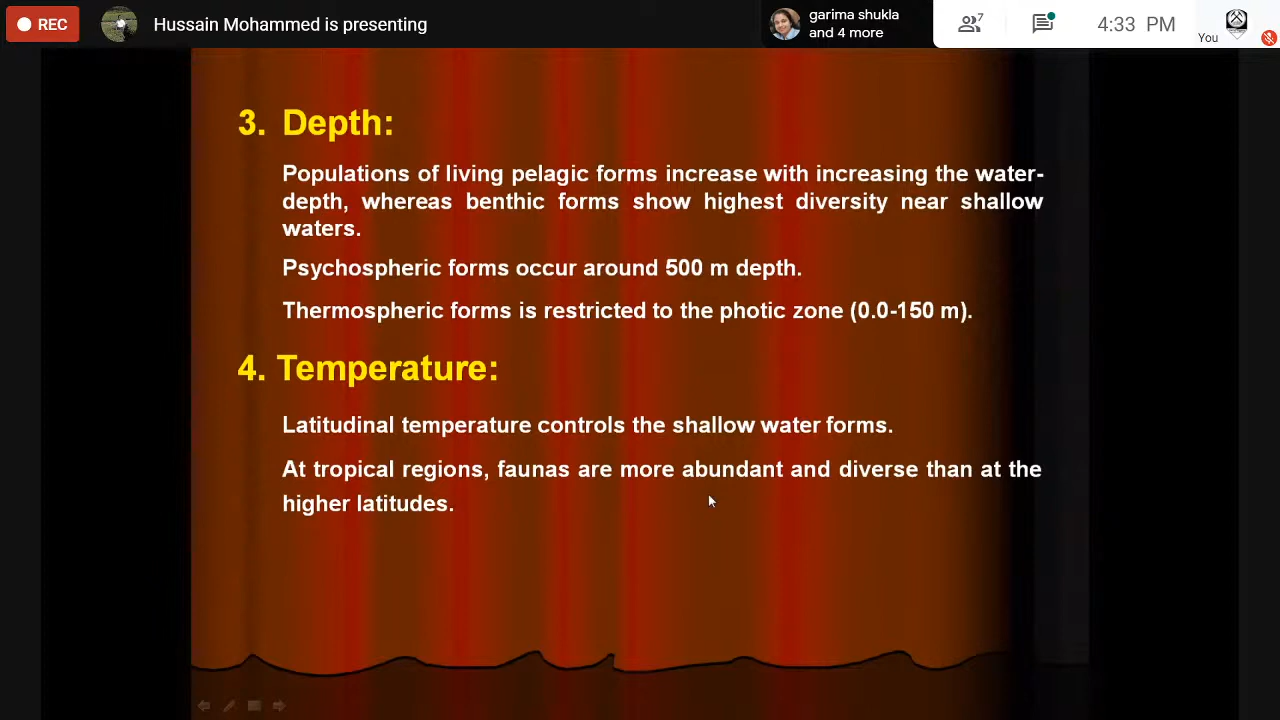 REC
Hussain Mohammed is presenting
garima shukla
and 4 more
7
4:33 PM
You
3. Depth:
Populations of living pelagic forms increase with increasing the water-
depth, whereas benthic forms show highest diversity near shallow
waters.
Psychospheric forms occur around 500 m depth.
Thermospheric forms is restricted to the photic zone (0.0-150 m).
4. Temperature:
Latitudinal temperature controls the shallow water forms.
At tropical regions, faunas are more abundant and diverse than at the
higher latitudes.